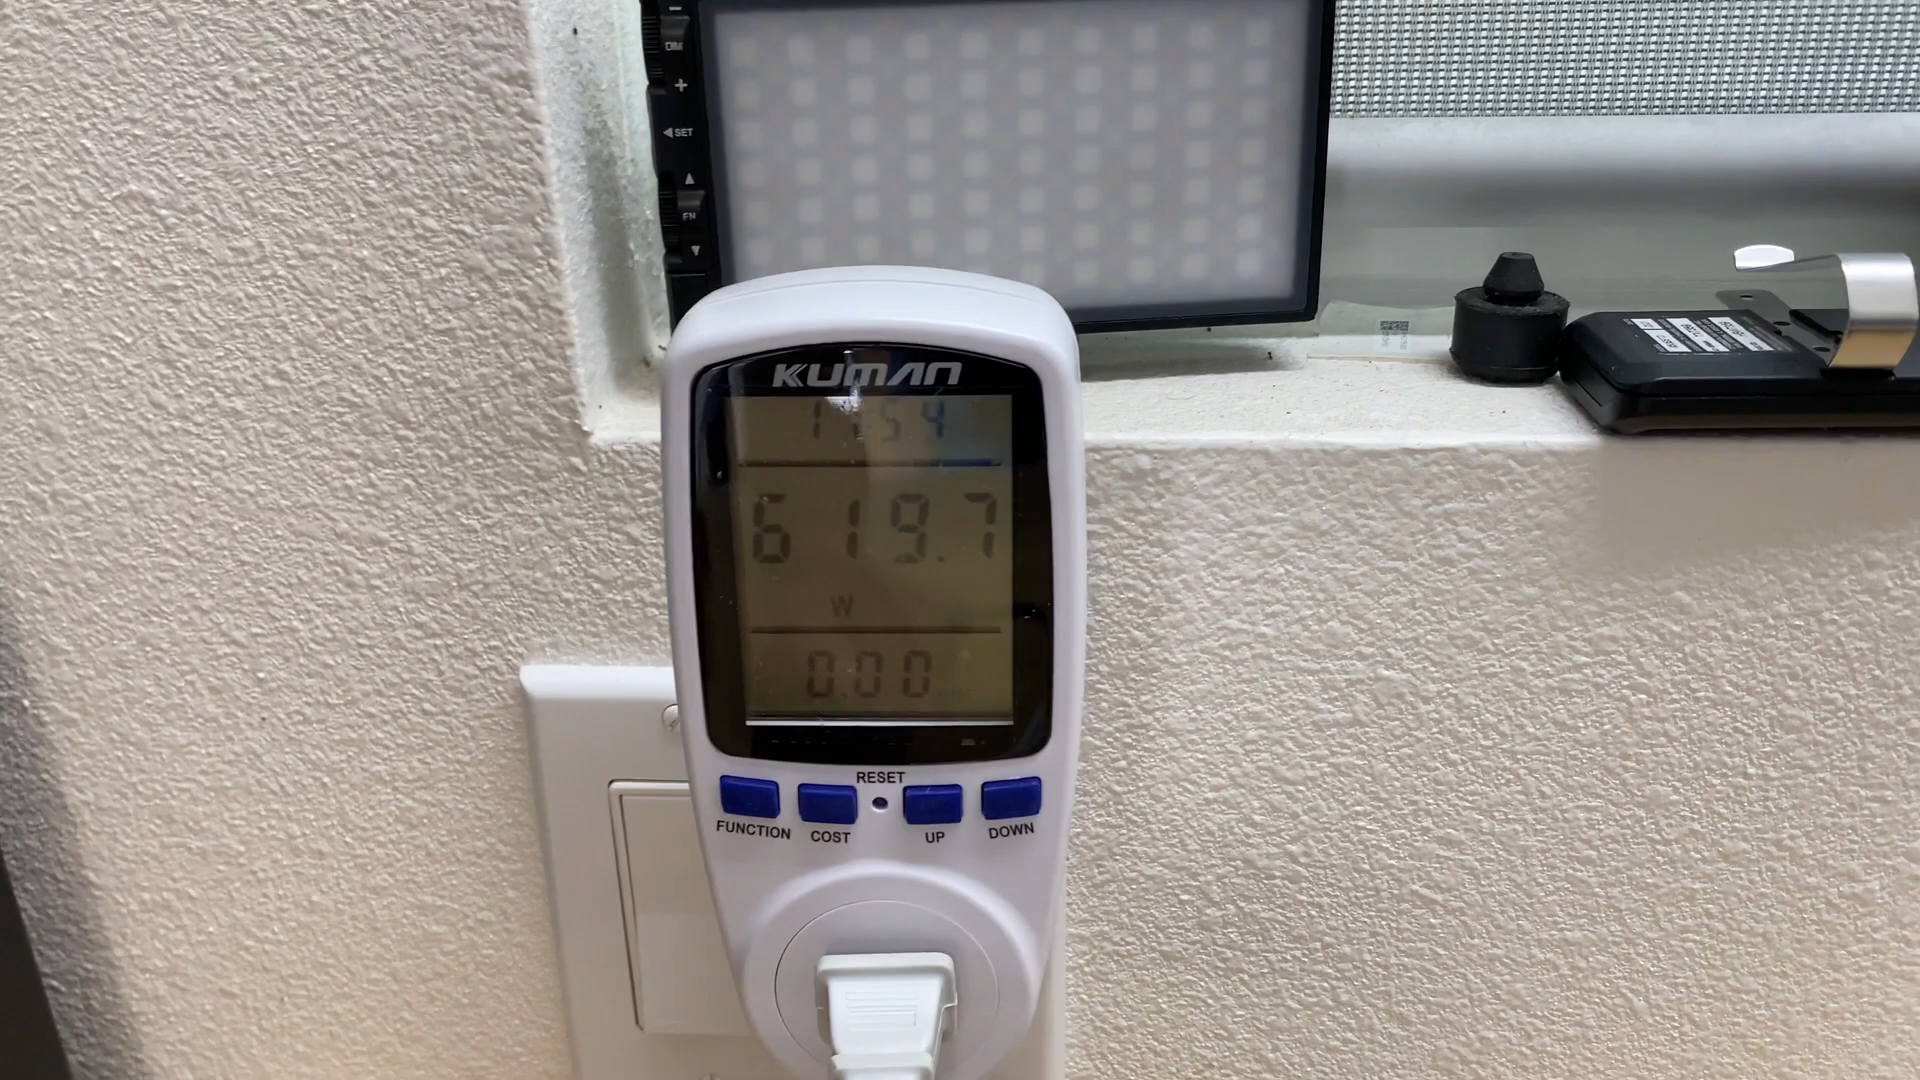 DIM
+
◀SET
▲
FN
▼
KUMAN
619.7
W
0.00
RESET
FUNCTION
COST
UP
DOWN